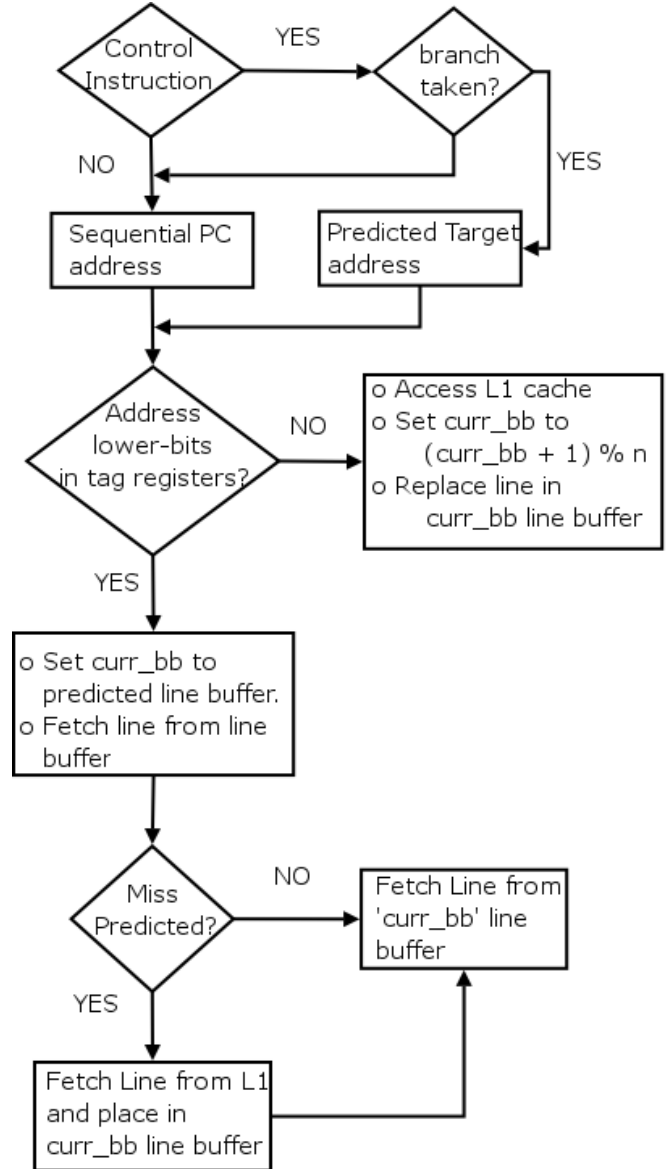 Control
Instruction
YES
branch
taken?
NO
YES
Sequential PC
address
Predicted Target
address
Address
lower-bits
in tag registers?
NO
o Access L1 cache
o Set curr_bb to
(curr_bb + 1) % n
o Replace line in
curr_bb line buffer
YES
o Set curr_bb to
predicted line buffer.
o Fetch line from line
buffer
Miss
Predicted?
NO
Fetch Line from
'curr_bb' line
buffer
YES
Fetch Line from L1
and place in
curr_bb line buffer